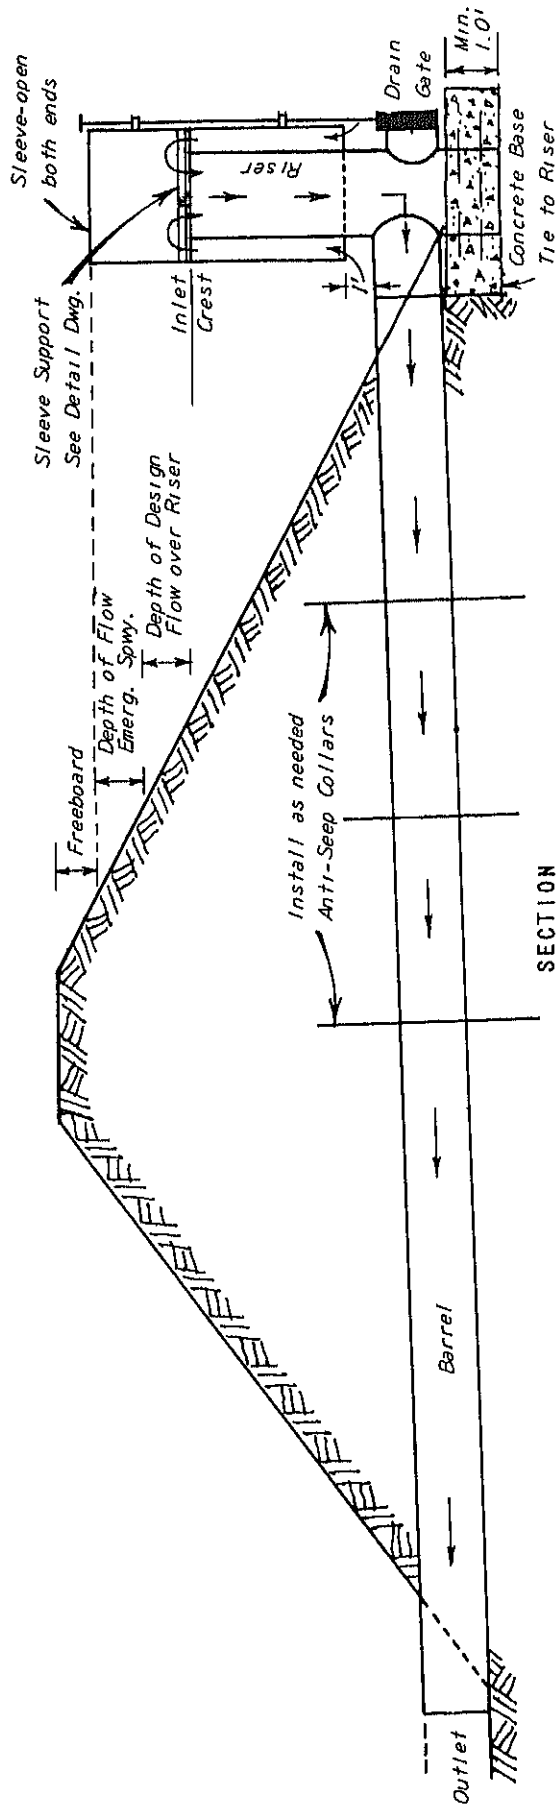 Sleeve-open
both ends
Sleeve Support
See Detail Dwg.
Inlet
Crest
Riser
Drain
Gate
Min.
1.0'
1'
Concrete Base
Tie to Riser
Freeboard
Depth of Flow
Emerg. Spwy.
Depth of Design
Flow over Riser
Install as needed
Anti-Seep Collars
Barrel
Outlet
SECTION